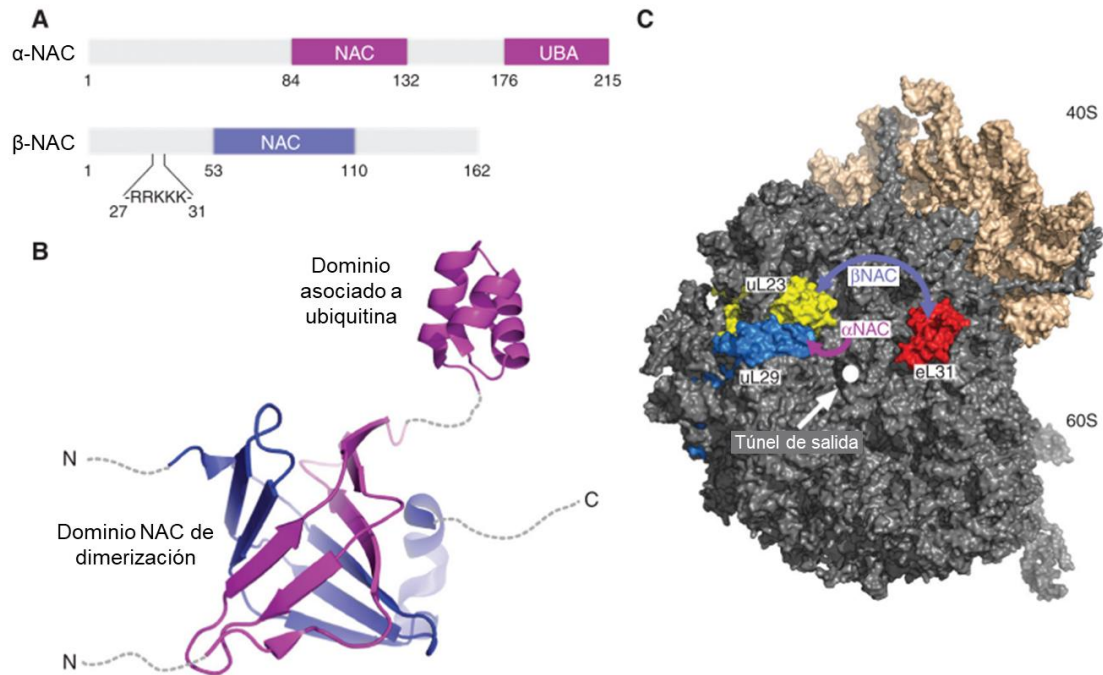 A
α-NAC
NAC
UBA
1
84
132
176
215
β-NAC
NAC
1
53
110
162
-RRKKK-
27
31
B
Dominio
asociado a
ubiquitina
N
Dominio NAC de
dimerización
C
N
C
40S
uL23
βNAC
αNAC
uL29
eL31
Túnel de salida
60S